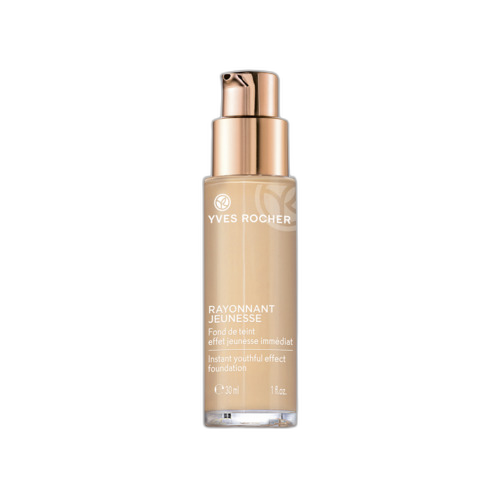 YVES ROCHER
RAYONNANT
JEUNESSE
Fond de teint
effet jeunesse immédiat
Instant youthful effect
foundation
℮ 30 ml 1 fl.oz.